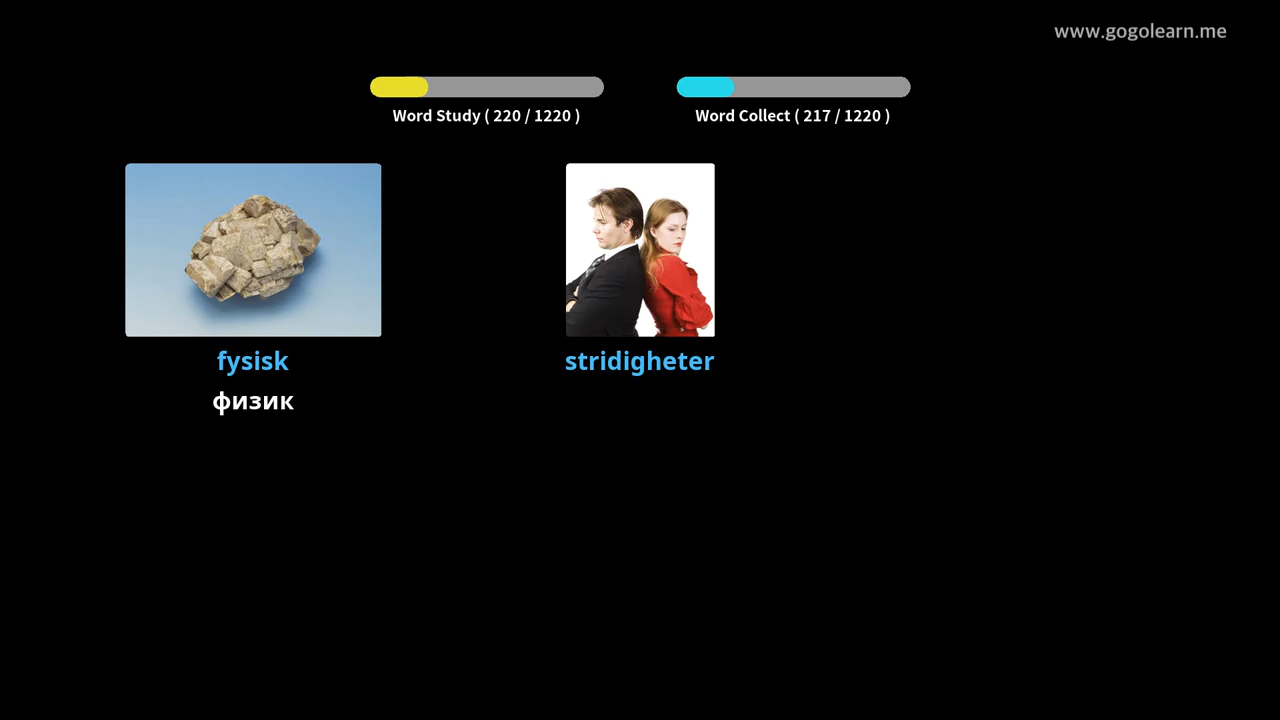 www.gogolearn.me
Word Study ( 220 / 1220 )
Word Collect ( 217 / 1220 )
fysisk
stridigheter
физик